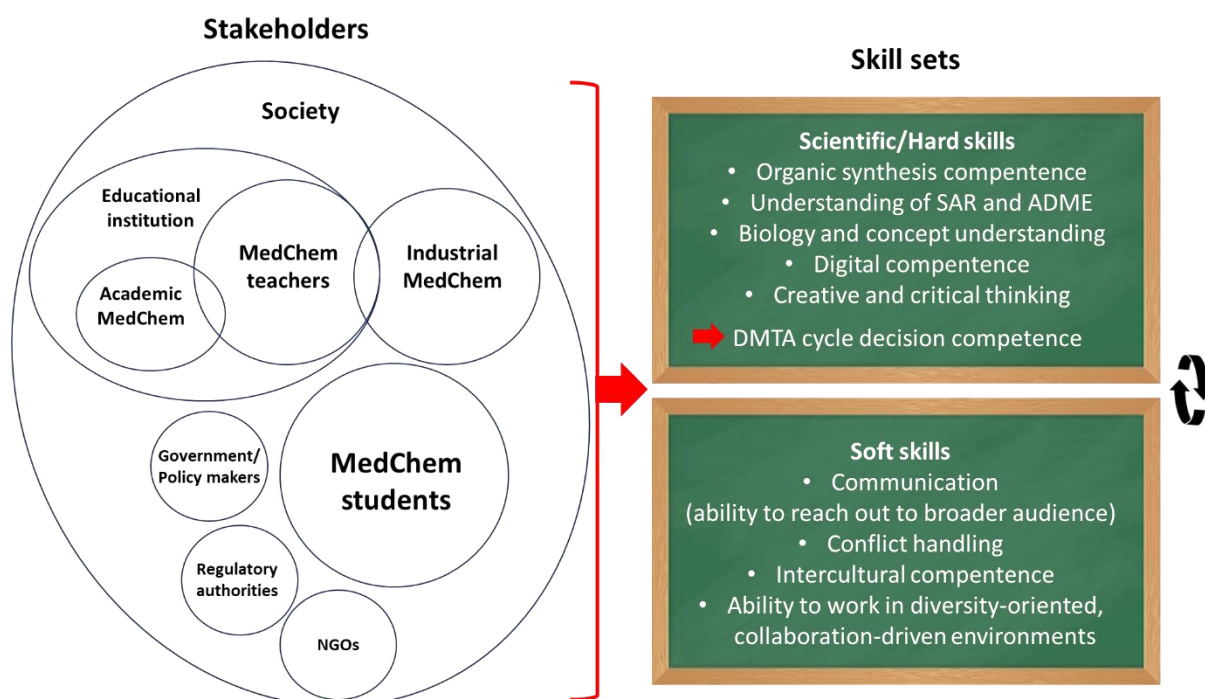 Stakeholders
Society
Educational
institution
MedChem
teachers
Industrial
MedChem
Academic
MedChem
Government/
Policy makers
MedChem
students
Regulatory
authorities
NGOs
Skill sets
Scientific/Hard skills
• Organic synthesis compentence
• Understanding of SAR and ADME
• Biology and concept understanding
• Digital compentence
• Creative and critical thinking
DMTA cycle decision competence
Soft skills
• Communication
(ability to reach out to broader audience)
• Conflict handling
• Intercultural compentence
• Ability to work in diversity-oriented,
collaboration-driven environments